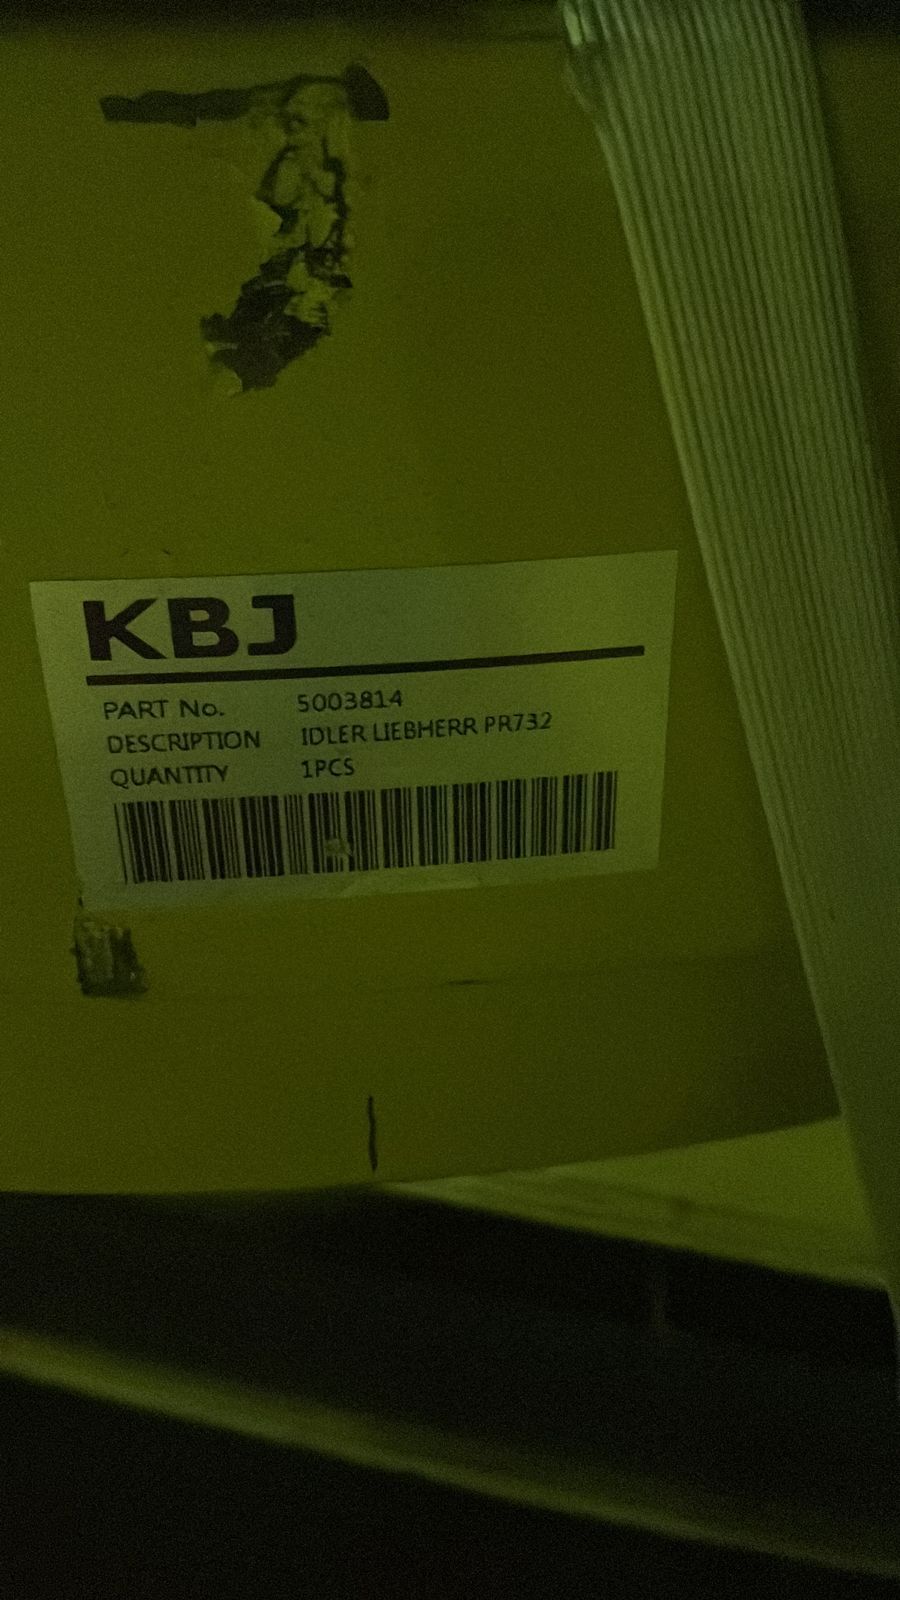 KBJ
PART No. 5003814
DESCRIPTION IDLER LIEBHERR PR732
QUANTITY 1PCS